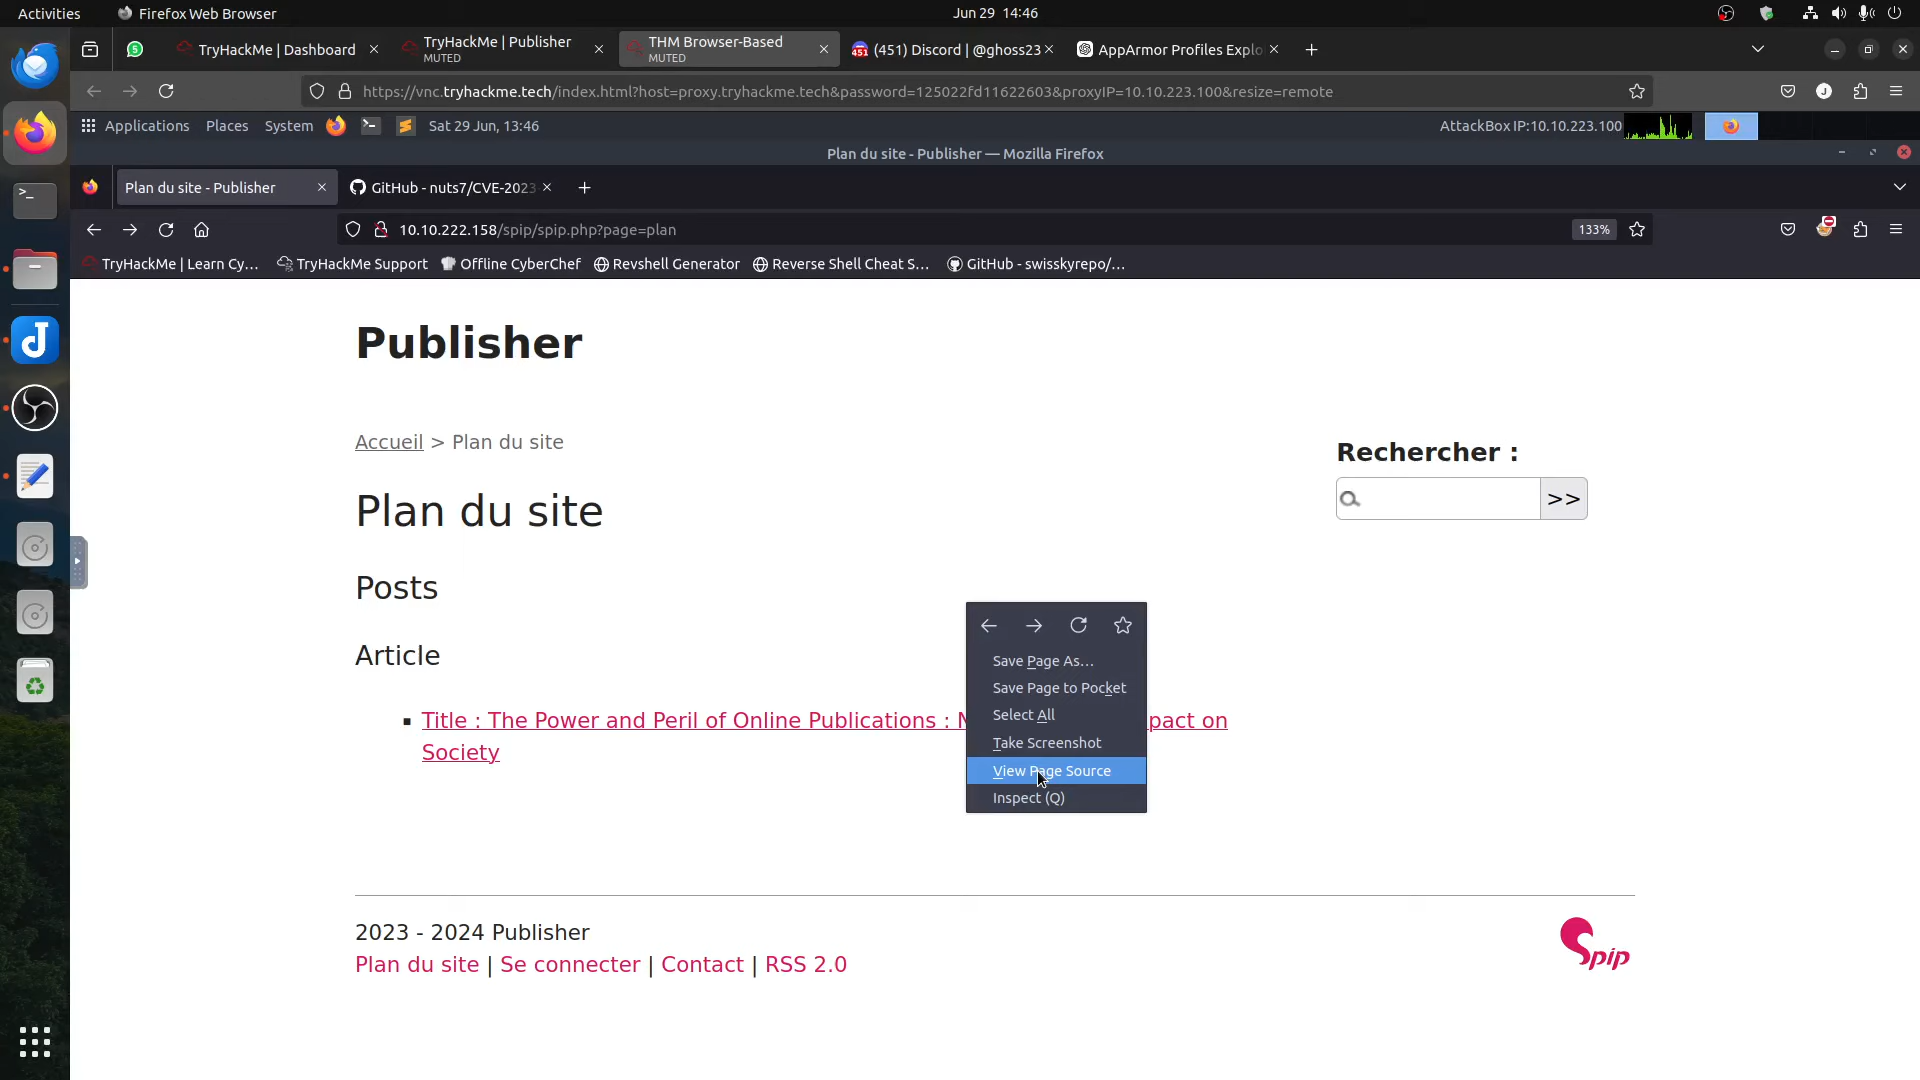 Activities
Firefox Web Browser
Jun 29 14:46
TryHackMe | Dashboard
TryHackMe | Publisher
MUTED
THM Browser-Based
MUTED
451
(451) Discord | @ghoss23
AppArmor Profiles Explo
https://vnc.tryhackme.tech/index.html?host=proxy.tryhackme.tech&password=125022fd11622603&proxyIP=10.10.223.100&resize=remote
J
Applications
Places
System
Sat 29 Jun, 13:46
AttackBox IP:10.10.223.100
Plan du site - Publisher — Mozilla Firefox
Plan du site - Publisher
GitHub - nuts7/CVE-2023
10.10.222.158/spip/spip.php?page=plan
133%
TryHackMe | Learn Cy...
TryHackMe Support
Offline CyberChef
Revshell Generator
Reverse Shell Cheat S...
GitHub - swisskyrepo/...
Publisher
Accueil > Plan du site
Rechercher :
>>
Plan du site
Posts
Article
Title : The Power and Peril of Online Publications :
pact on
Society
Save Page As...
Save Page to Pocket
Select All
Take Screenshot
View Page Source
Inspect (Q)
2023 - 2024 Publisher
Plan du site | Se connecter | Contact | RSS 2.0
Spip